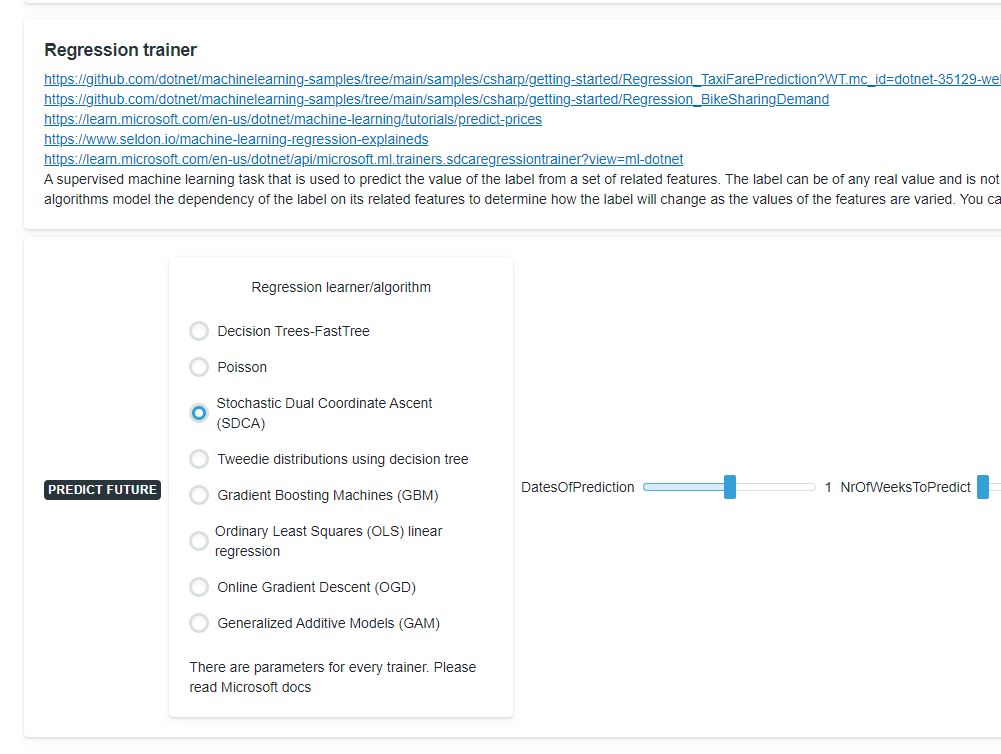 Regression trainer
https://github.com/dotnet/machinelearning-samples/tree/main/samples/csharp/getting-started/Regression_TaxiFarePrediction?WT.mc_id=dotnet-35129-we
https://github.com/dotnet/machinelearning-samples/tree/main/samples/csharp/getting-started/Regression_BikeSharingDemand
https://learn.microsoft.com/en-us/dotnet/machine-learning/tutorials/predict-prices
https://www.seldon.io/machine-learning-regression-explaineds
https://learn.microsoft.com/en-us/dotnet/api/microsoft.ml.trainers.sdcaregressiontrainer?view=ml-dotnet
A supervised machine learning task that is used to predict the value of the label from a set of related features. The label can be of any real value and is not
algorithms model the dependency of the label on its related features to determine how the label will change as the values of the features are varied. You ca
Regression learner/algorithm
Decision Trees-FastTree
Poisson
Stochastic Dual Coordinate Ascent
(SDCA)
Tweedie distributions using decision tree
PREDICT FUTURE
DatesOfPrediction 1 NrOfWeeksToPredict
Gradient Boosting Machines (GBM)
Ordinary Least Squares (OLS) linear
regression
Online Gradient Descent (OGD)
Generalized Additive Models (GAM)
There are parameters for every trainer. Please
read Microsoft docs